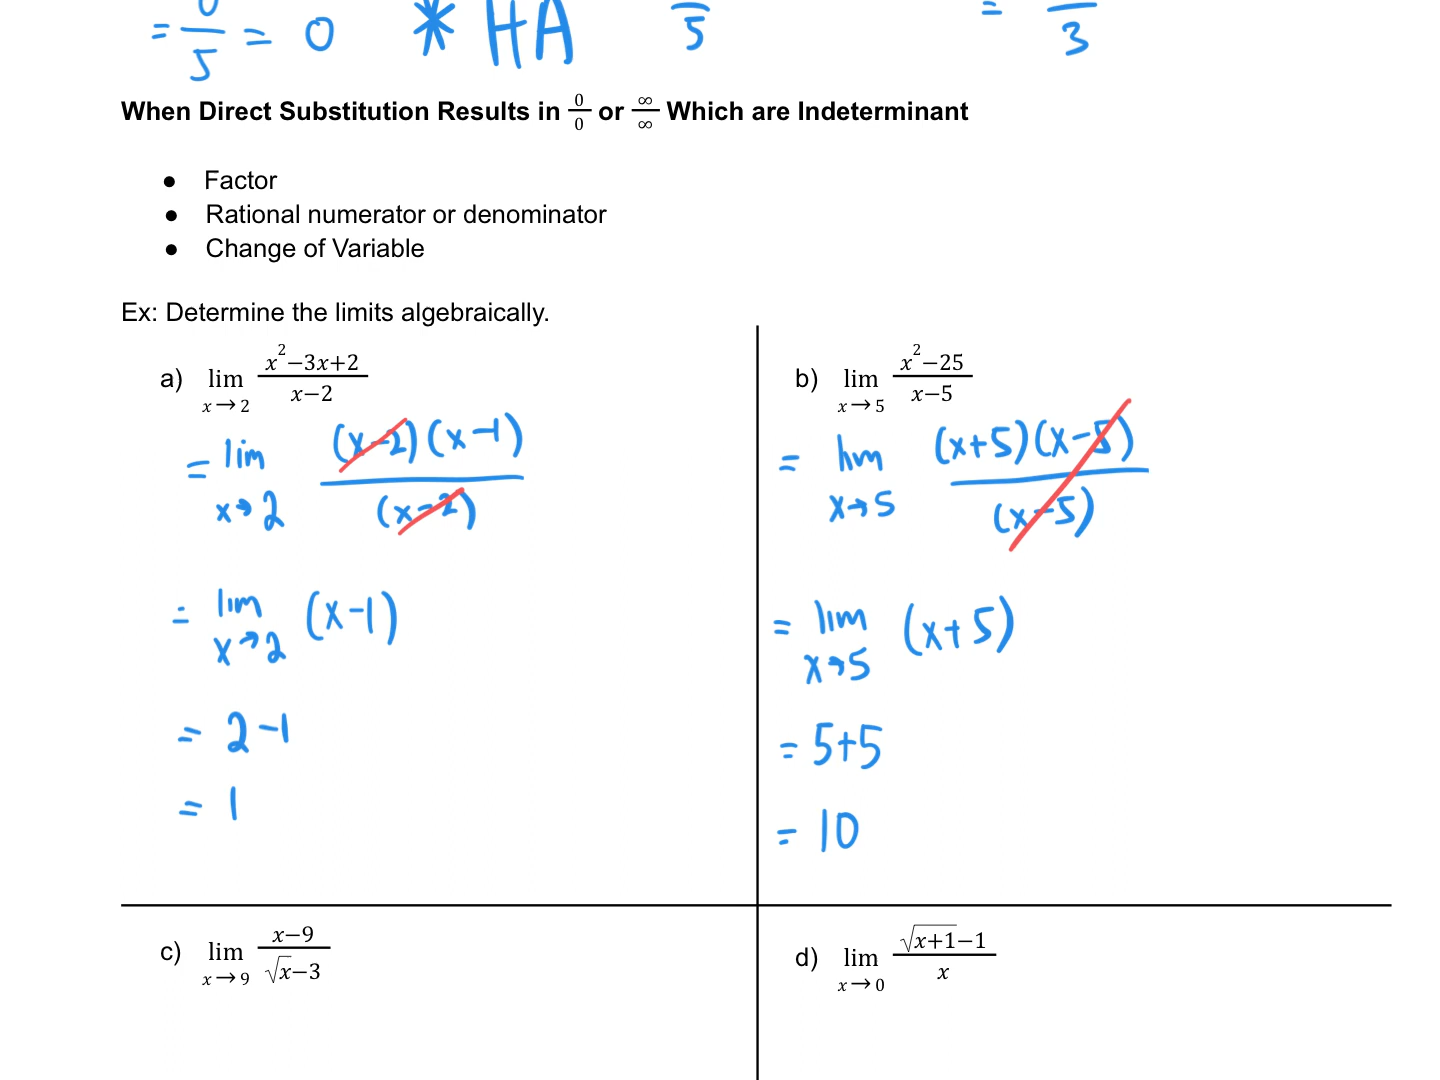 = 0/5 = 0 * HA 5 = 3
When Direct Substitution Results in 0/0 or ∞/∞ Which are Indeterminant
● Factor
● Rational numerator or denominator
● Change of Variable
Ex: Determine the limits algebraically.
a) lim x→2 (x²−3x+2)/(x−2)
= lim x→2 (x-2)(x-1)/(x-2)
= lim x→2 (x-1)
= 2-1
= 1
b) lim x→5 (x²−25)/(x−5)
= lim x→5 (x+5)(x-5)/(x-5)
= lim x→5 (x+5)
= 5+5
= 10
c) lim x→9 (x−9)/(√x−3)
d) lim x→0 (√(x+1)−1)/x